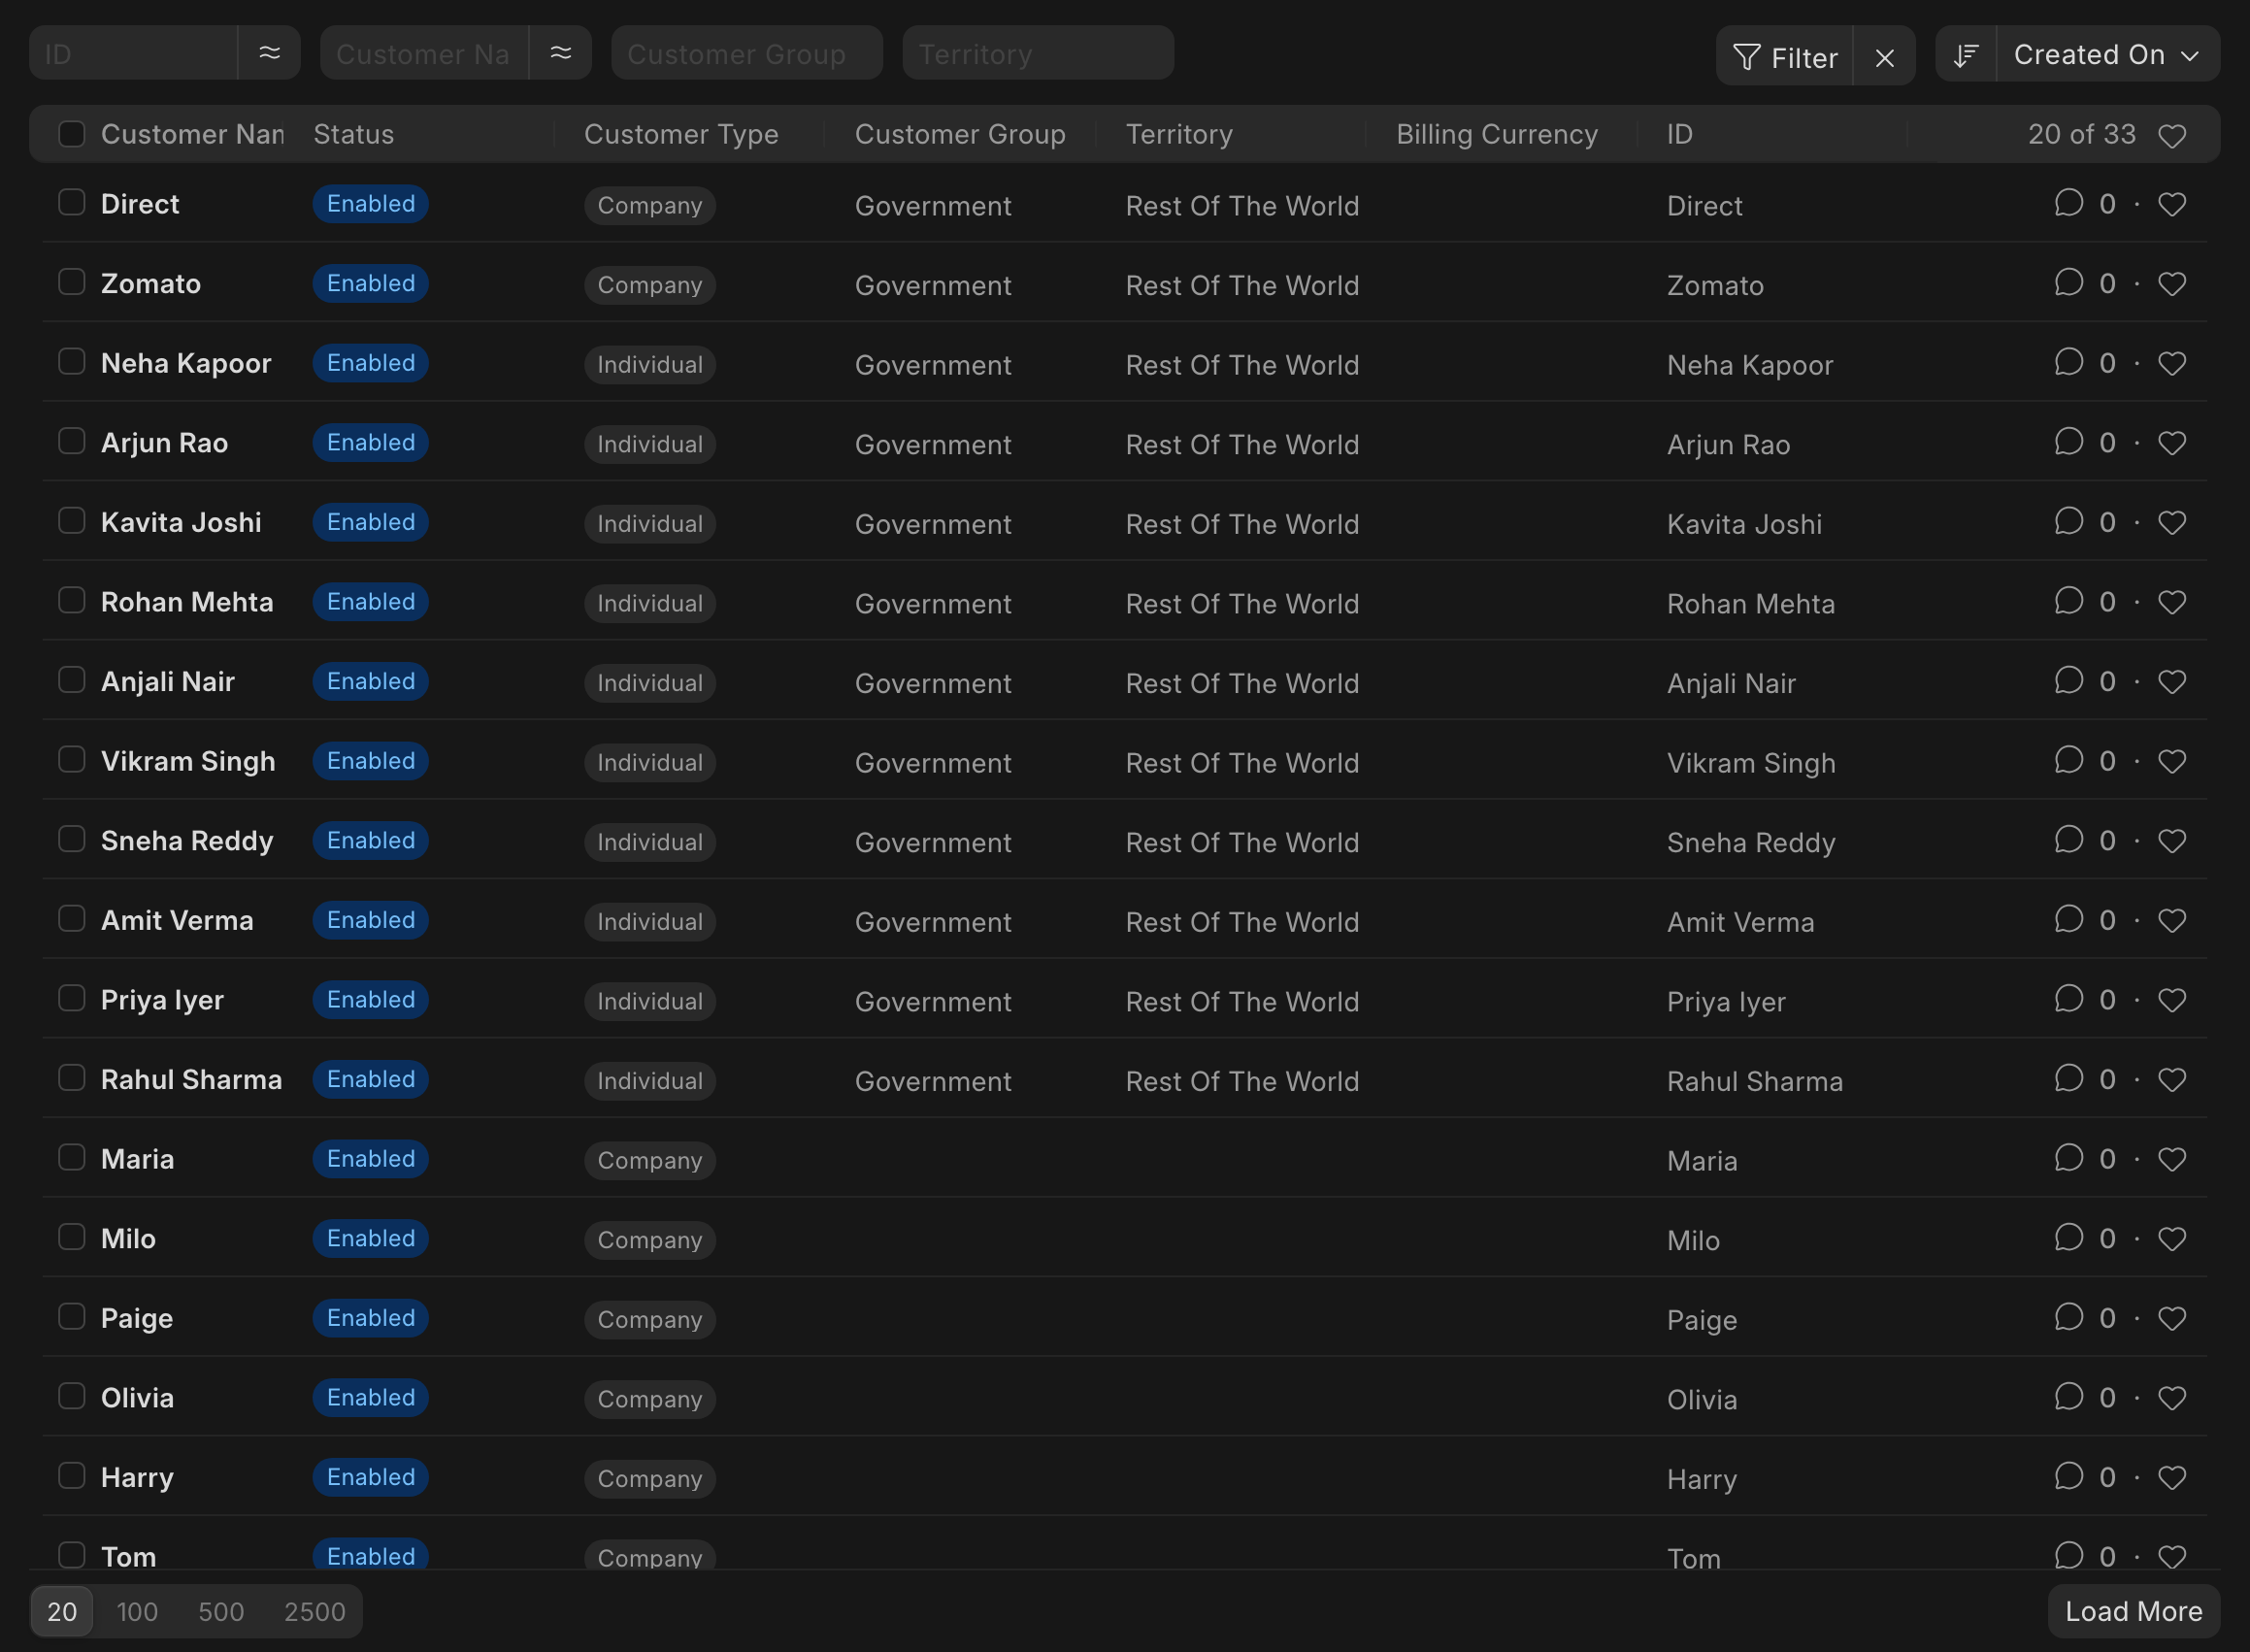 ID ≈ Customer Na ≈ Customer Group Territory Filter × Created On
Customer Nan Status Customer Type Customer Group Territory Billing Currency ID 20 of 33
Direct Enabled Company Government Rest Of The World Direct 0 ·
Zomato Enabled Company Government Rest Of The World Zomato 0 ·
Neha Kapoor Enabled Individual Government Rest Of The World Neha Kapoor 0 ·
Arjun Rao Enabled Individual Government Rest Of The World Arjun Rao 0 ·
Kavita Joshi Enabled Individual Government Rest Of The World Kavita Joshi 0 ·
Rohan Mehta Enabled Individual Government Rest Of The World Rohan Mehta 0 ·
Anjali Nair Enabled Individual Government Rest Of The World Anjali Nair 0 ·
Vikram Singh Enabled Individual Government Rest Of The World Vikram Singh 0 ·
Sneha Reddy Enabled Individual Government Rest Of The World Sneha Reddy 0 ·
Amit Verma Enabled Individual Government Rest Of The World Amit Verma 0 ·
Priya Iyer Enabled Individual Government Rest Of The World Priya Iyer 0 ·
Rahul Sharma Enabled Individual Government Rest Of The World Rahul Sharma 0 ·
Maria Enabled Company Maria 0 ·
Milo Enabled Company Milo 0 ·
Paige Enabled Company Paige 0 ·
Olivia Enabled Company Olivia 0 ·
Harry Enabled Company Harry 0 ·
Tom Enabled Company Tom 0 ·
20 100 500 2500 Load More